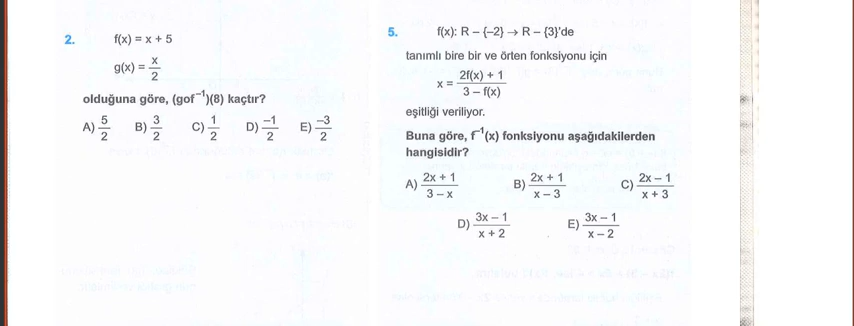 2. f(x) = x + 5
g(x) = x/2
olduğuna göre, (gof⁻¹)(8) kaçtır?
A) 5/2 B) 3/2 C) 1/2 D) -1/2 E) -3/2
5. f(x): R – {–2} → R – {3}'de
tanımlı bire bir ve örten fonksiyonu için
x = (2f(x) + 1)/(3 – f(x))
eşitliği veriliyor.
Buna göre, f⁻¹(x) fonksiyonu aşağıdakilerden
hangisidir?
A) (2x + 1)/(3 – x) B) (2x + 1)/(x – 3) C) (2x – 1)/(x + 3)
D) (3x – 1)/(x + 2) E) (3x – 1)/(x – 2)